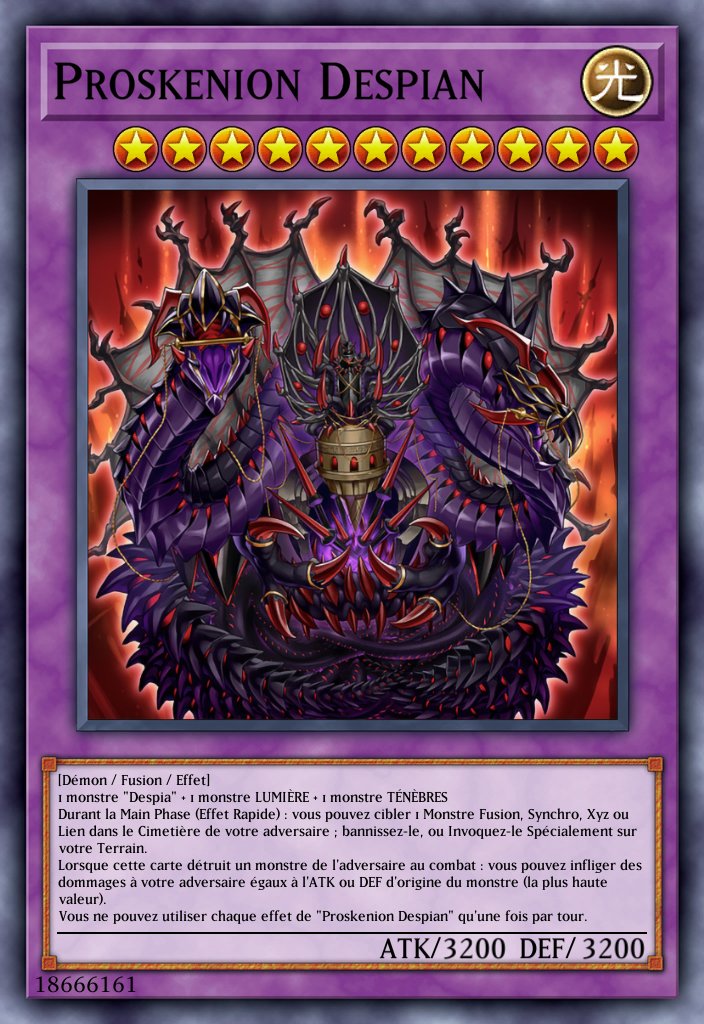 Proskenion Despian
光
[Démon / Fusion / Effet]
1 monstre "Despia" + 1 monstre LUMIÈRE + 1 monstre TÉNÈBRES
Durant la Main Phase (Effet Rapide) : vous pouvez cibler 1 Monstre Fusion, Synchro, Xyz ou
Lien dans le Cimetière de votre adversaire ; bannissez-le, ou Invoquez-le Spécialement sur
votre Terrain.
Lorsque cette carte détruit un monstre de l'adversaire au combat : vous pouvez infliger des
dommages à votre adversaire égaux à l'ATK ou DEF d'origine du monstre (la plus haute
valeur).
Vous ne pouvez utiliser chaque effet de "Proskenion Despian" qu'une fois par tour.
ATK/3200 DEF/ 3200
18666161